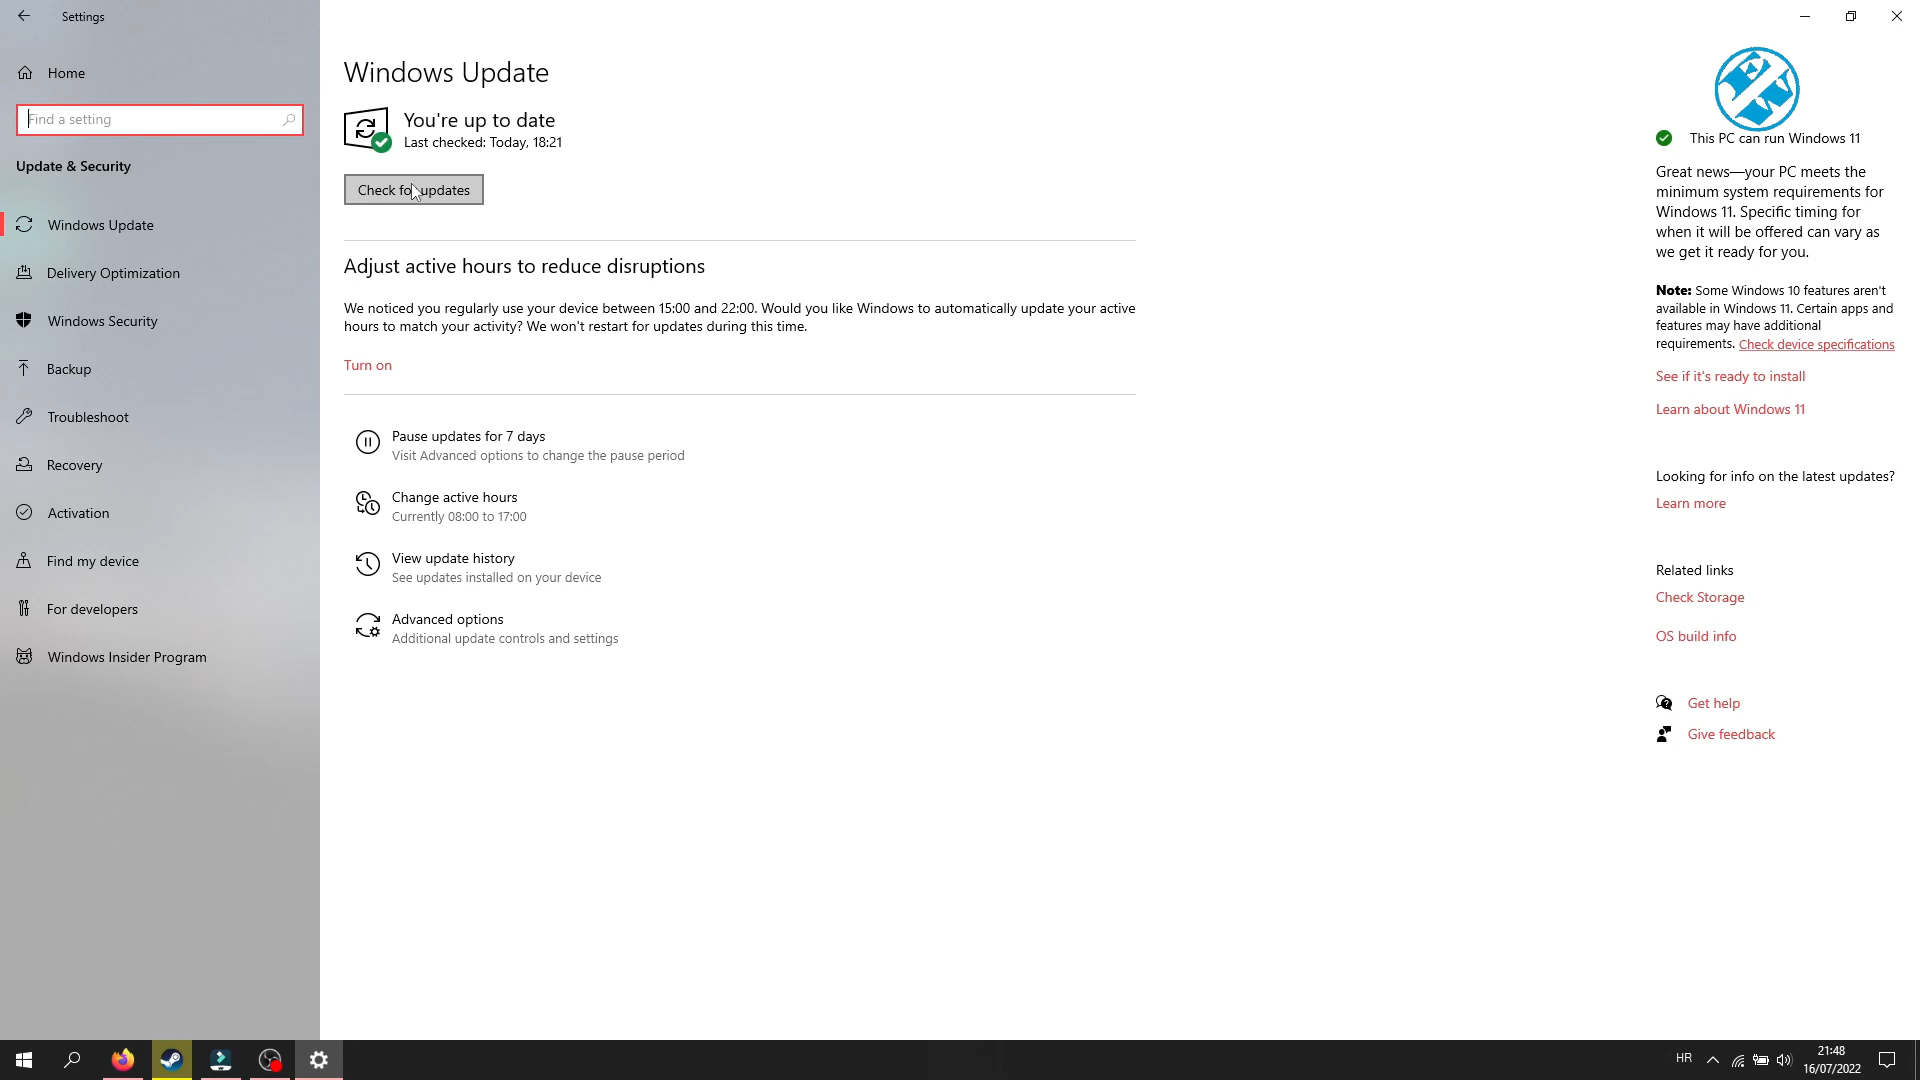 Settings
Home
Find a setting
Update & Security
Windows Update
Delivery Optimization
Windows Security
Backup
Troubleshoot
Recovery
Activation
Find my device
For developers
Windows Insider Program
Windows Update
You're up to date
Last checked: Today, 18:21
Check for updates
Adjust active hours to reduce disruptions
We noticed you regularly use your device between 15:00 and 22:00. Would you like Windows to automatically update your active
hours to match your activity? We won't restart for updates during this time.
Turn on
Pause updates for 7 days
Visit Advanced options to change the pause period
Change active hours
Currently 08:00 to 17:00
View update history
See updates installed on your device
Advanced options
Additional update controls and settings
This PC can run Windows 11
Great news—your PC meets the
minimum system requirements for
Windows 11. Specific timing for
when it will be offered can vary as
we get it ready for you.
Note: Some Windows 10 features aren't
available in Windows 11. Certain apps and
features may have additional
requirements. Check device specifications
See if it's ready to install
Learn about Windows 11
Looking for info on the latest updates?
Learn more
Related links
Check Storage
OS build info
Get help
Give feedback
HR
21:48
16/07/2022